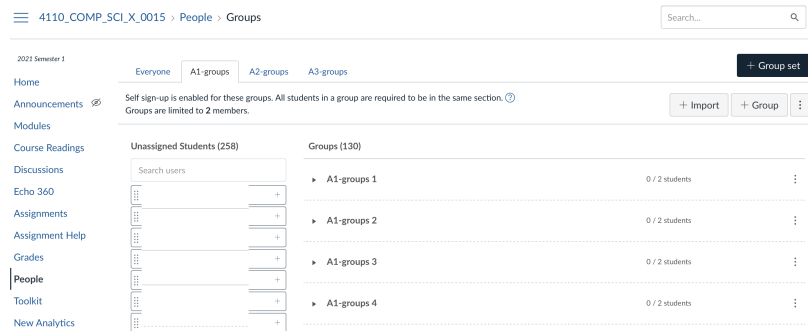 4110_COMP_SCI_X_0015 > People > Groups
Search...
2021 Semester 1
Home
Announcements
Modules
Course Readings
Discussions
Echo 360
Assignments
Assignment Help
Grades
People
Toolkit
New Analytics
Everyone A1-groups A2-groups A3-groups
+ Group set
Self sign-up is enabled for these groups. All students in a group are required to be in the same section. ?
Groups are limited to 2 members.
+ Import + Group
Unassigned Students (258)
Search users
Groups (130)
A1-groups 1 0 / 2 students
A1-groups 2 0 / 2 students
A1-groups 3 0 / 2 students
A1-groups 4 0 / 2 students